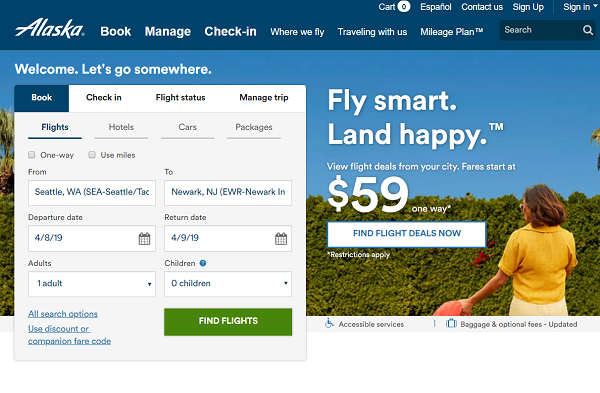 Cart 0 Español Contact us Sign Up Sign in
Alaska Book Manage Check-in Where we fly Traveling with us Mileage Plan™ Search
Welcome. Let's go somewhere.
Book Check in Flight status Manage trip
Flights Hotels Cars Packages
One-way Use miles
From To
Seattle, WA (SEA-Seattle/Tac Newark, NJ (EWR-Newark In
Departure date Return date
4/8/19 4/9/19
Adults Children ?
1 adult 0 children
All search options
Use discount or
companion fare code
FIND FLIGHTS
Fly smart.
Land happy.™
View flight deals from your city. Fares start at
$59 one way*
FIND FLIGHT DEALS NOW
*Restrictions apply
Accessible services Baggage & optional fees - Updated